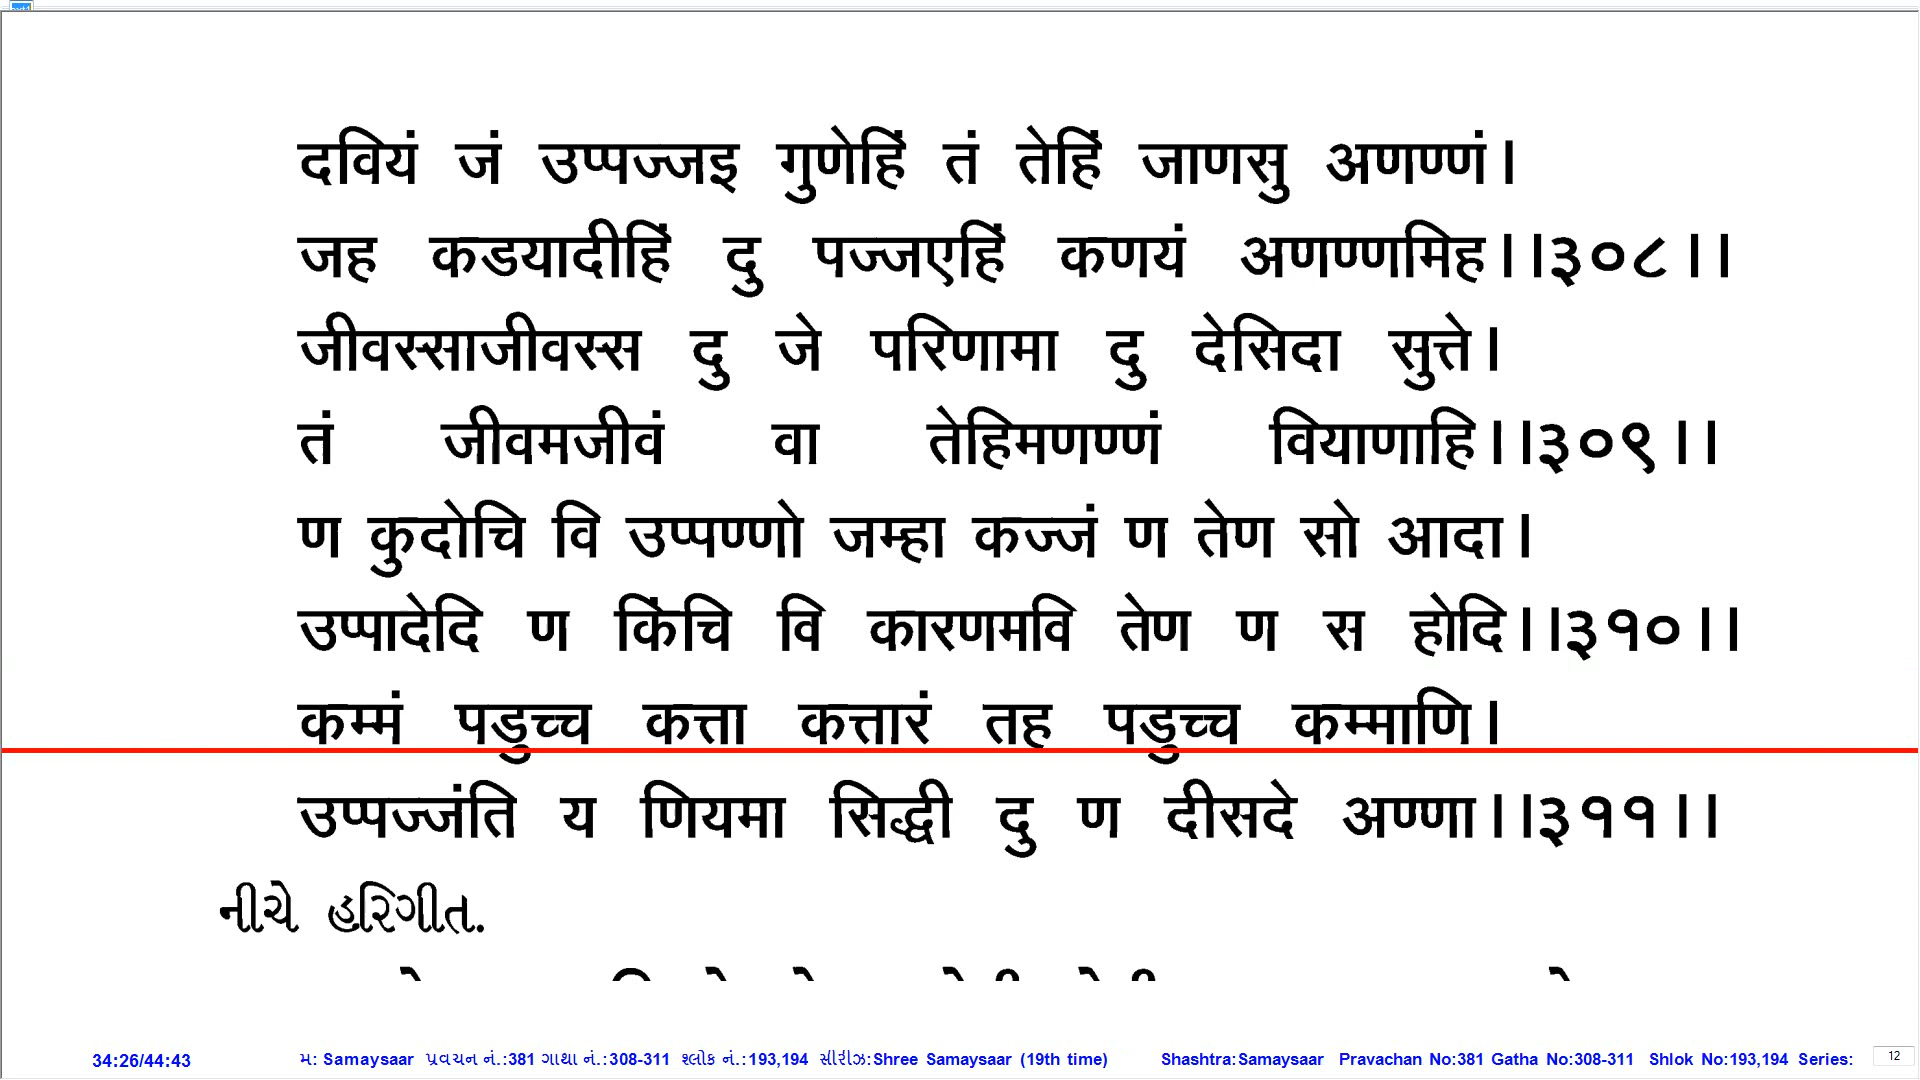 दवियं जं उप्पज्जइ गुणेहिं तं तेहिं जाणसु अणण्णं।
जह कडयादीहिं दु पज्जएहिं कणयं अणण्णमिह।।३०८।।
जीवस्साजीवस्स दु जे परिणामा दु देसिदा सुत्ते।
तं जीवमजीवं वा तेहिमणण्णं वियाणाहि।।३०९।।
ण कुदोचि वि उप्पण्णो जम्हा कज्जं ण तेण सो आदा।
उप्पादेदि ण किंचि वि कारणमवि तेण ण स होदि।।३१०।।
कम्मं पडुच्च कत्ता कत्तारं तह पडुच्च कम्माणि।
उप्पज्जंति य णियमा सिद्धी दु ण दीसदे अण्णा।।३११।।
નીચે હરિગીત.
34:26/44:43 મ: Samaysaar પ્રવચન નં.:381 ગાથા નં.:308-311 શ્લોક નં.:193,194 સીરીઝ:Shree Samaysaar (19th time) Shashtra:Samaysaar Pravachan No:381 Gatha No:308-311 Shlok No:193,194 Series: 12